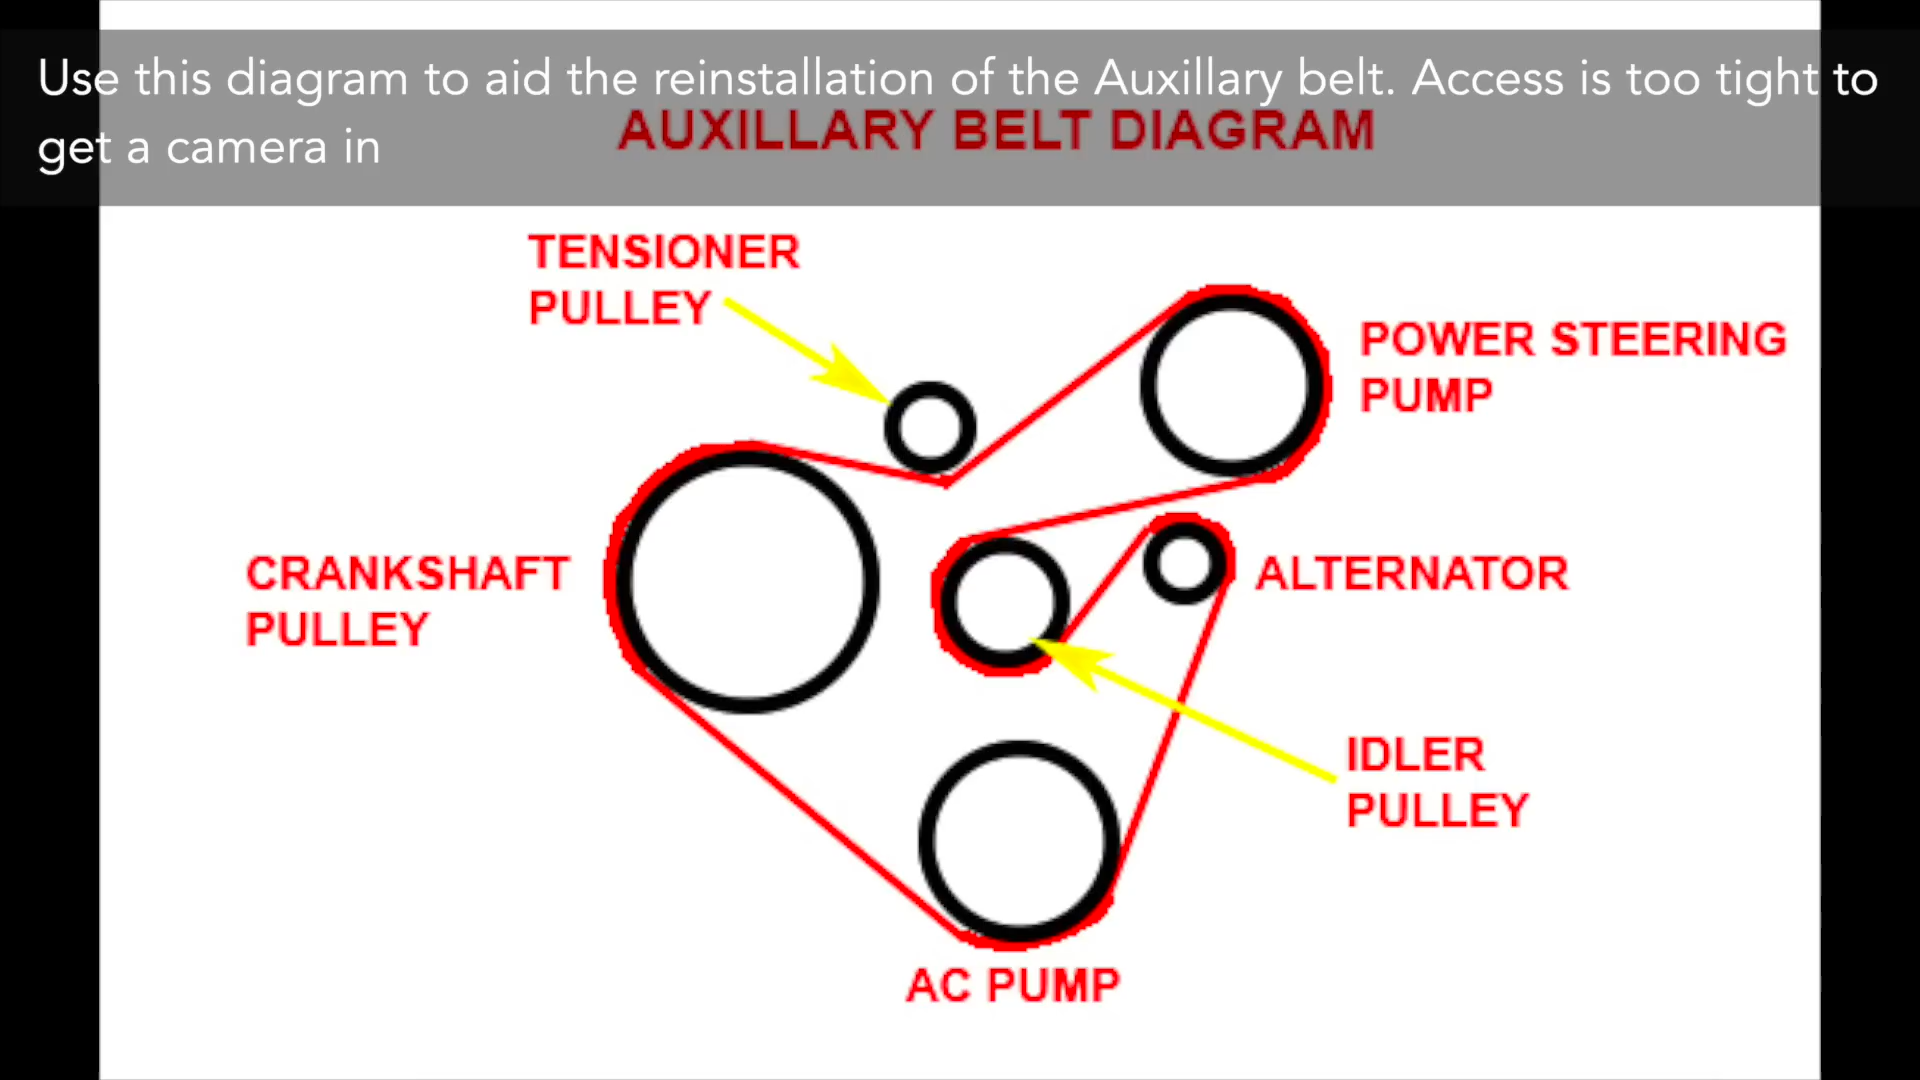 Use this diagram to aid the reinstallation of the Auxillary belt. Access is too tight to
get a camera in
AUXILLARY BELT DIAGRAM
TENSIONER
PULLEY
POWER STEERING
PUMP
CRANKSHAFT
PULLEY
ALTERNATOR
IDLER
PULLEY
AC PUMP